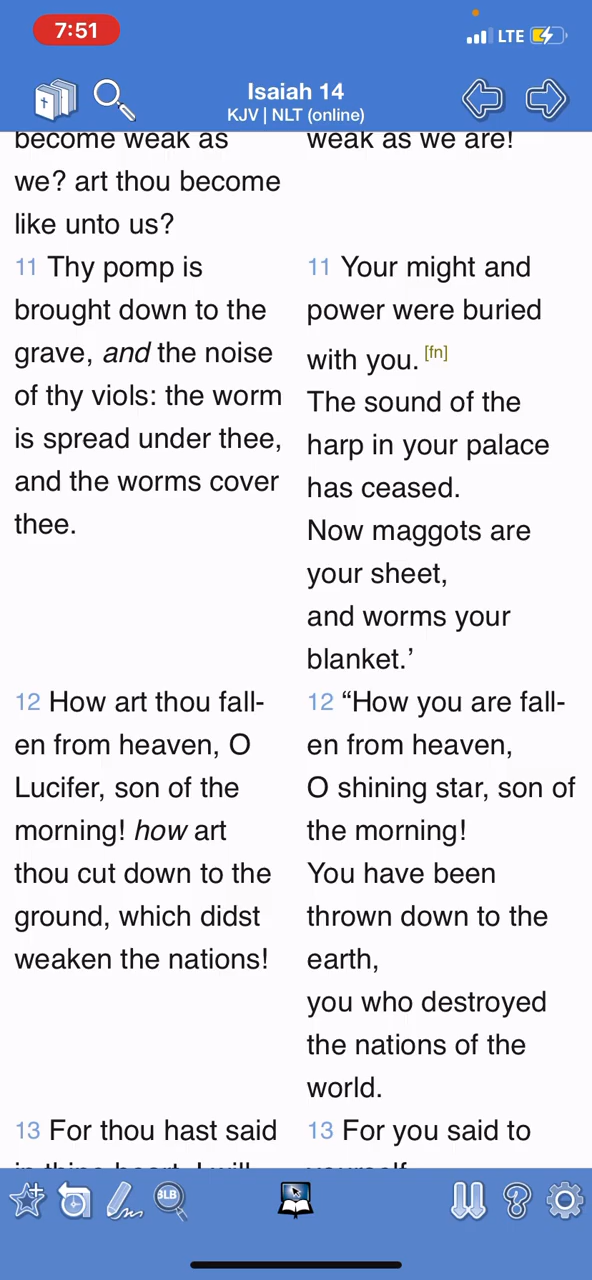 7:51
LTE
Isaiah 14
KJV | NLT (online)
become weak as
we? art thou become
like unto us?
11 Thy pomp is
brought down to the
grave, and the noise
of thy viols: the worm
is spread under thee,
and the worms cover
thee.
12 How art thou fall-
en from heaven, O
Lucifer, son of the
morning! how art
thou cut down to the
ground, which didst
weaken the nations!
13 For thou hast said
in thine heart, I will
weak as we are!
11 Your might and
power were buried
with you. [fn]
The sound of the
harp in your palace
has ceased.
Now maggots are
your sheet,
and worms your
blanket.’
12 “How you are fall-
en from heaven,
O shining star, son of
the morning!
You have been
thrown down to the
earth,
you who destroyed
the nations of the
world.
13 For you said to
yourself
BLB